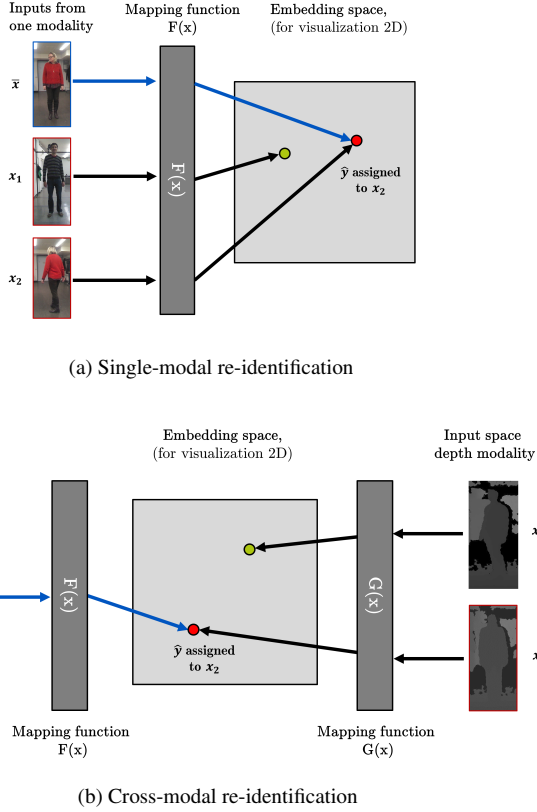 Inputs from
one modality
Mapping function
F(x)
Embedding space,
(for visualization 2D)
x̅
x₁
x₂
F(x)
ŷ assigned
to x₂
(a) Single-modal re-identification
Embedding space,
(for visualization 2D)
Input space
depth modality
F(x)
G(x)
x
x
ŷ assigned
to x₂
Mapping function
F(x)
Mapping function
G(x)
(b) Cross-modal re-identification